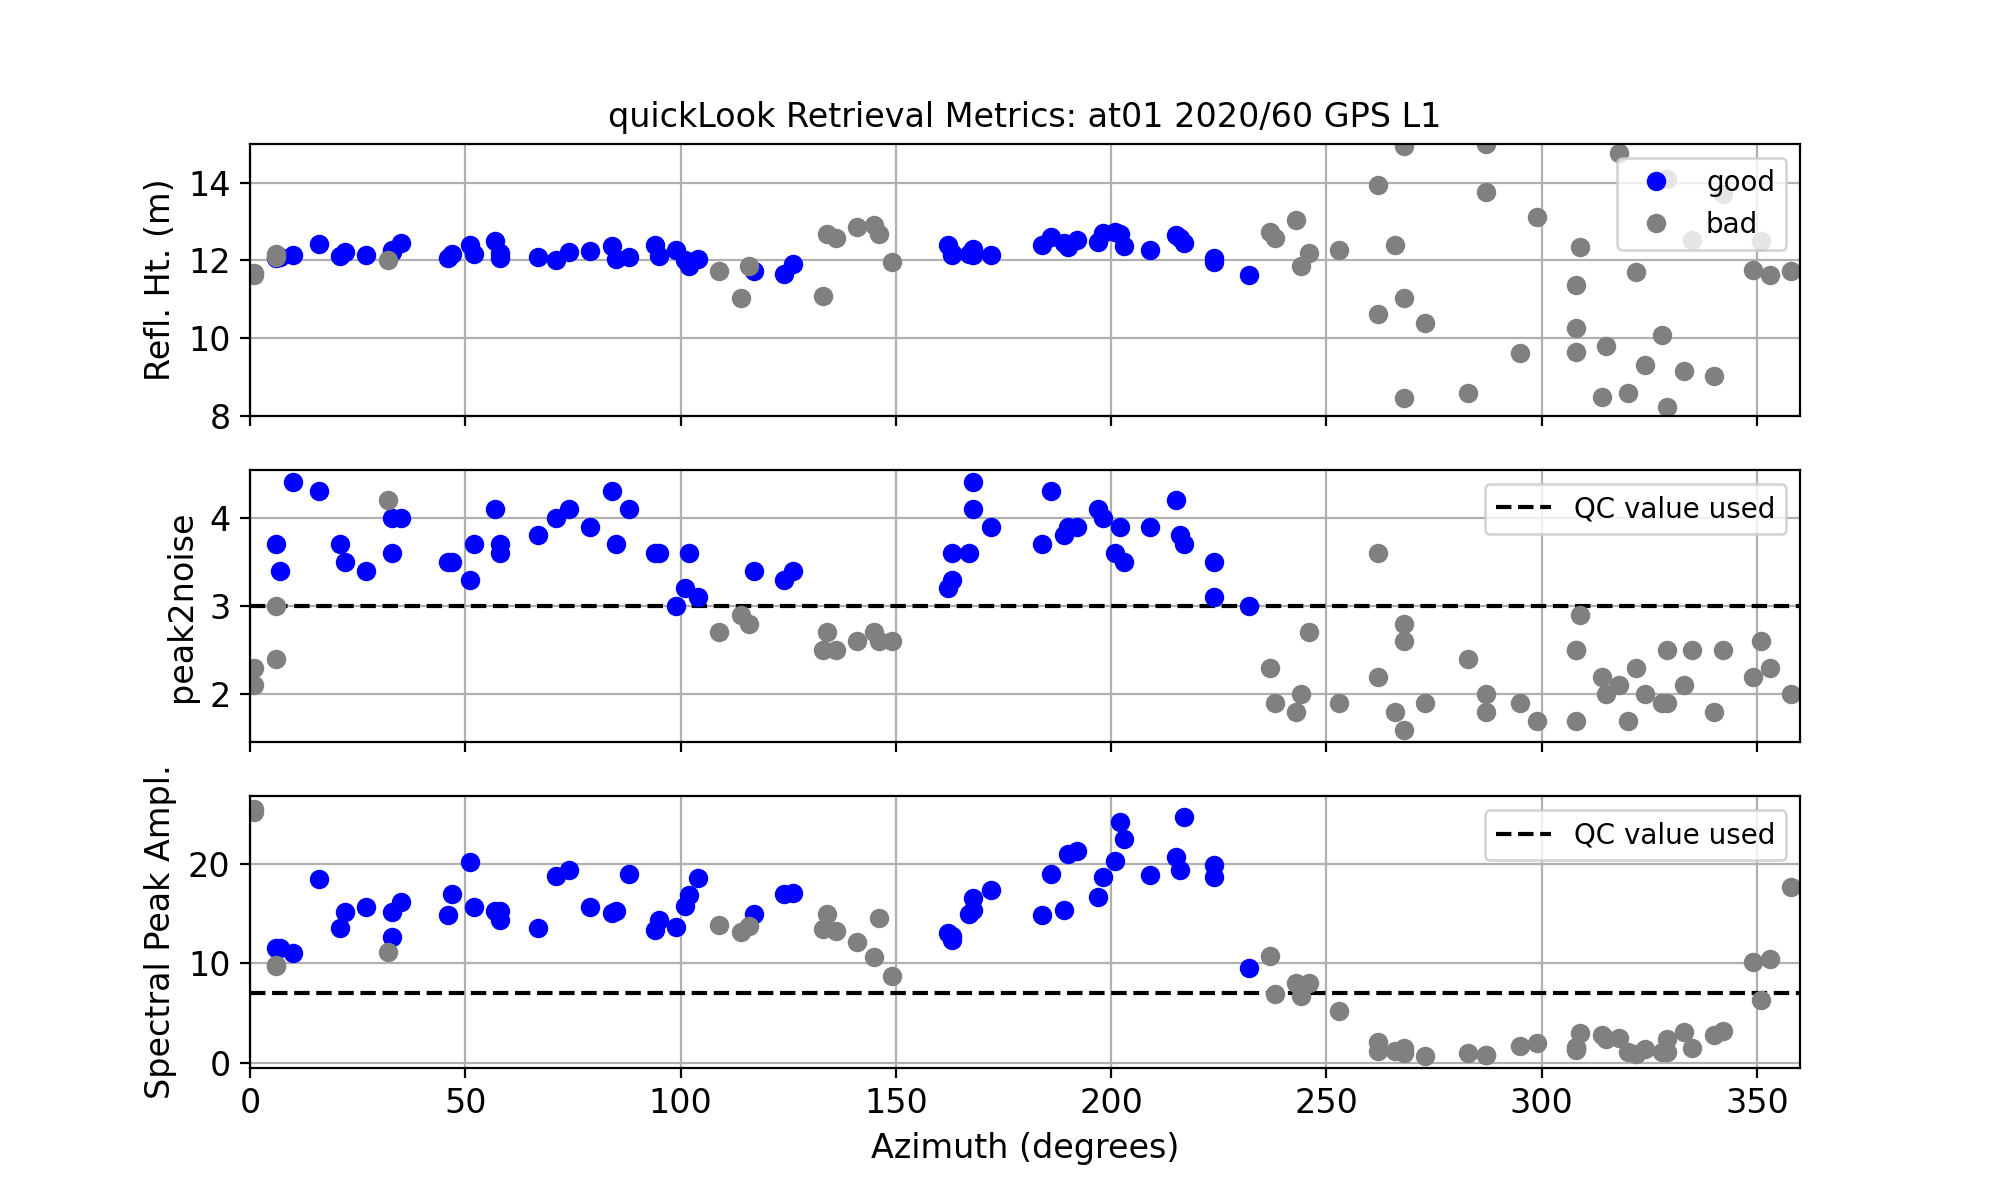 quickLook Retrieval Metrics: at01 2020/60 GPS L1
Refl. Ht. (m)
14
12
10
8
good
bad
peak2noise
4
3
2
QC value used
Spectral Peak Ampl.
20
10
0
QC value used
0 50 100 150 200 250 300 350
Azimuth (degrees)